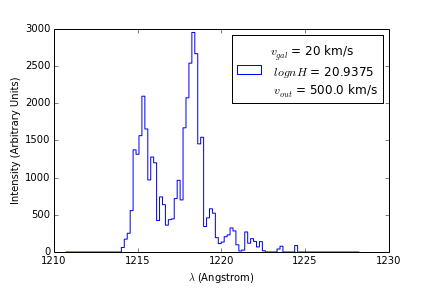 3000
2500
2000
1500
1000
500
0
1210
1215
1220
1225
1230
Intensity (Arbitrary Units)
λ (Angstrom)
v_gal = 20 km/s
lognH = 20.9375
v_out = 500.0 km/s